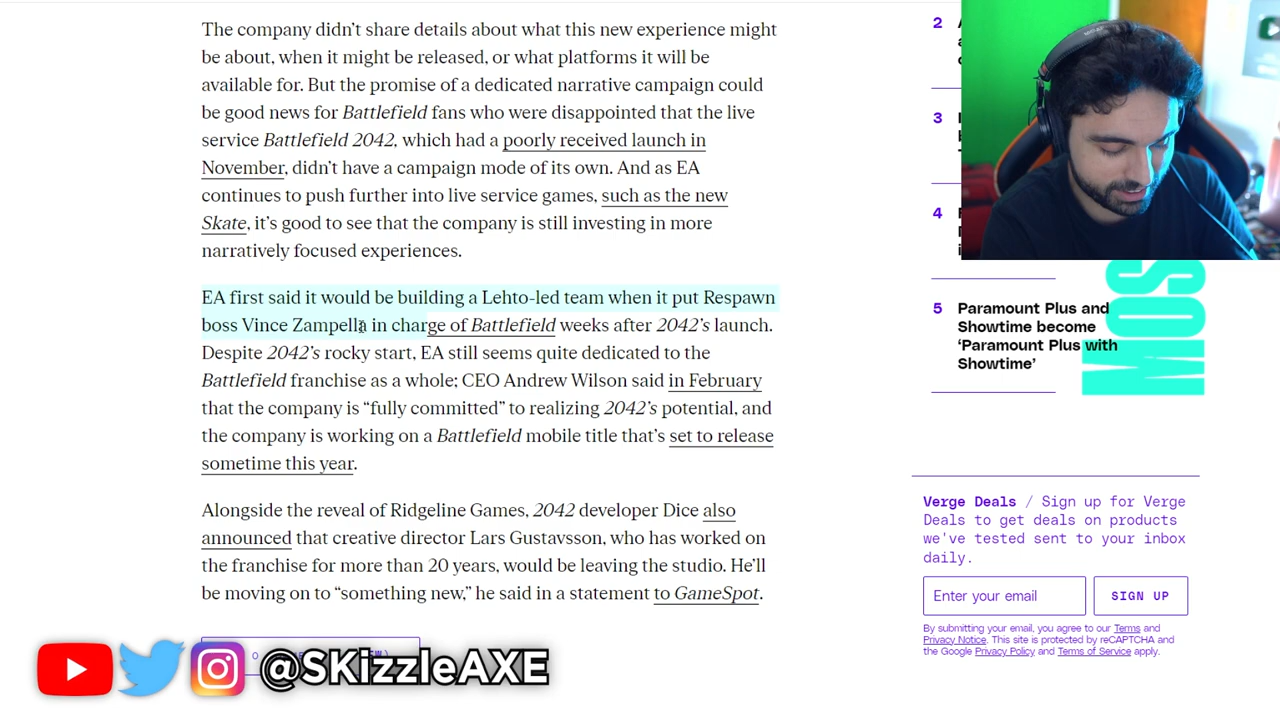 The company didn’t share details about what this new experience might
be about, when it might be released, or what platforms it will be
available for. But the promise of a dedicated narrative campaign could
be good news for Battlefield fans who were disappointed that the live
service Battlefield 2042, which had a poorly received launch in
November, didn’t have a campaign mode of its own. And as EA
continues to push further into live service games, such as the new
Skate, it’s good to see that the company is still investing in more
narratively focused experiences.
EA first said it would be building a Lehto-led team when it put Respawn
boss Vince Zampella in charge of Battlefield weeks after 2042’s launch.
Despite 2042’s rocky start, EA still seems quite dedicated to the
Battlefield franchise as a whole; CEO Andrew Wilson said in February
that the company is “fully committed” to realizing 2042’s potential, and
the company is working on a Battlefield mobile title that’s set to release
sometime this year.
Alongside the reveal of Ridgeline Games, 2042 developer Dice also
announced that creative director Lars Gustavsson, who has worked on
the franchise for more than 20 years, would be leaving the studio. He’ll
be moving on to “something new,” he said in a statement to GameSpot.
@SKizzleAXE
2
3
4
5
Paramount Plus and
Showtime become
‘Paramount Plus with
Showtime’
MOS
Verge Deals / Sign up for Verge
Deals to get deals on products
we've tested sent to your inbox
daily.
Enter your email
SIGN UP
By submitting your email, you agree to our Terms and
Privacy Notice. This site is protected by reCAPTCHA and
the Google Privacy Policy and Terms of Service apply.